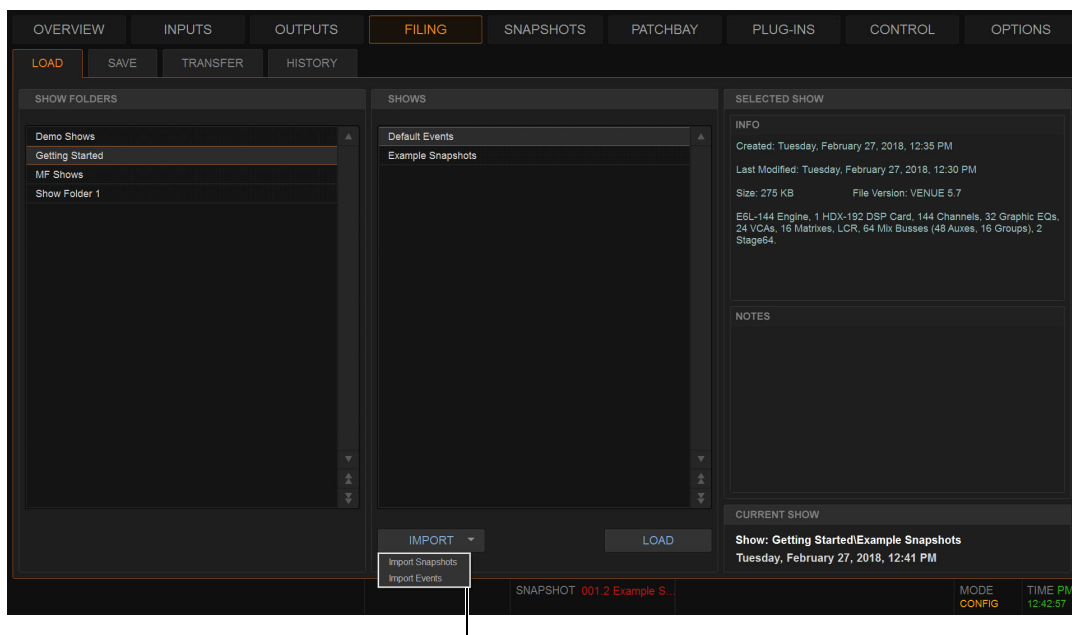 OVERVIEW INPUTS OUTPUTS FILING SNAPSHOTS PATCHBAY PLUG-INS CONTROL OPTIONS
LOAD SAVE TRANSFER HISTORY
SHOW FOLDERS
Demo Shows
Getting Started
MF Shows
Show Folder 1
SHOWS
Default Events
Example Snapshots
IMPORT
LOAD
Import Snapshots
Import Events
SELECTED SHOW
INFO
Created: Tuesday, February 27, 2018, 12:35 PM
Last Modified: Tuesday, February 27, 2018, 12:30 PM
Size: 275 KB File Version: VENUE 5.7
E6L-144 Engine, 1 HDX-192 DSP Card, 144 Channels, 32 Graphic EQs,
24 VCAs, 16 Matrixes, LCR, 64 Mix Busses (48 Auxes, 16 Groups), 2
Stage64.
NOTES
CURRENT SHOW
Show: Getting Started\Example Snapshots
Tuesday, February 27, 2018, 12:41 PM
SNAPSHOT 001.2 Example S...
MODE
CONFIG
TIME PM
12:42:57